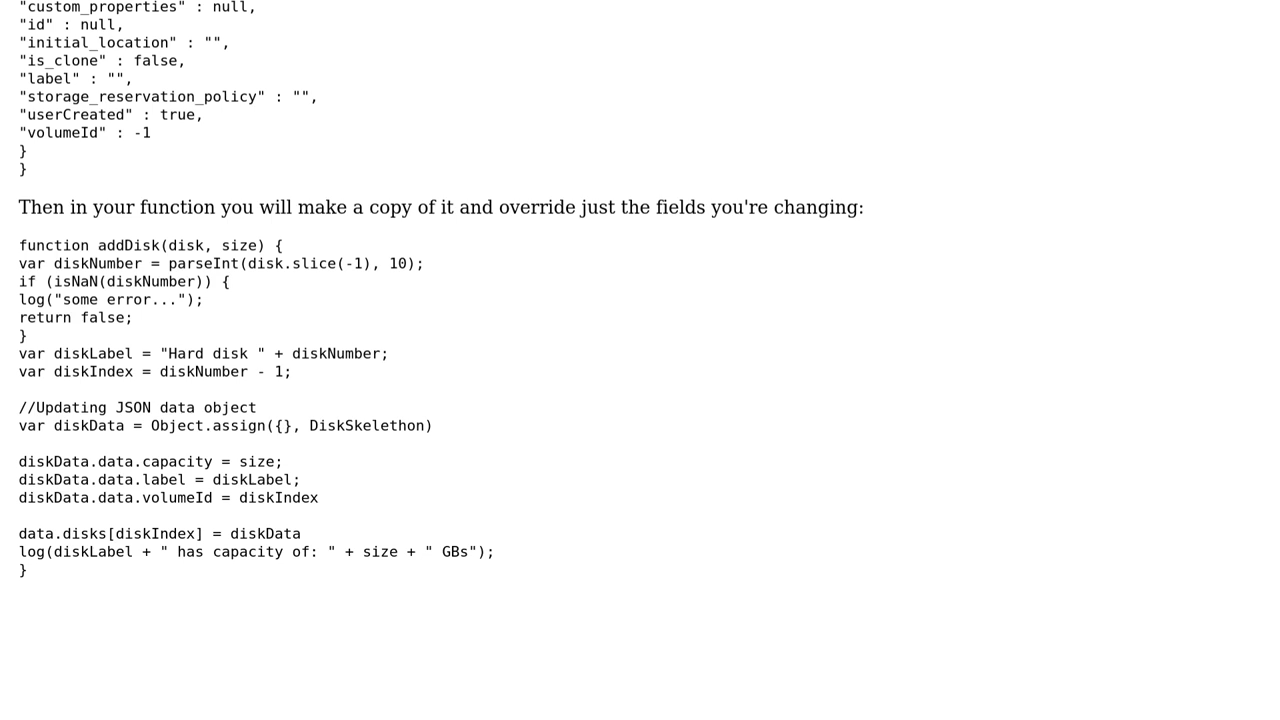 "custom_properties" : null,
"id" : null,
"initial_location" : "",
"is_clone" : false,
"label" : "",
"storage_reservation_policy" : "",
"userCreated" : true,
"volumeId" : -1
}
}
Then in your function you will make a copy of it and override just the fields you're changing:
function addDisk(disk, size) {
var diskNumber = parseInt(disk.slice(-1), 10);
if (isNaN(diskNumber)) {
log("some error...");
return false;
}
var diskLabel = "Hard disk " + diskNumber;
var diskIndex = diskNumber - 1;
//Updating JSON data object
var diskData = Object.assign({}, DiskSkelethon)
diskData.data.capacity = size;
diskData.data.label = diskLabel;
diskData.data.volumeId = diskIndex
data.disks[diskIndex] = diskData
log(diskLabel + " has capacity of: " + size + " GBs");
}